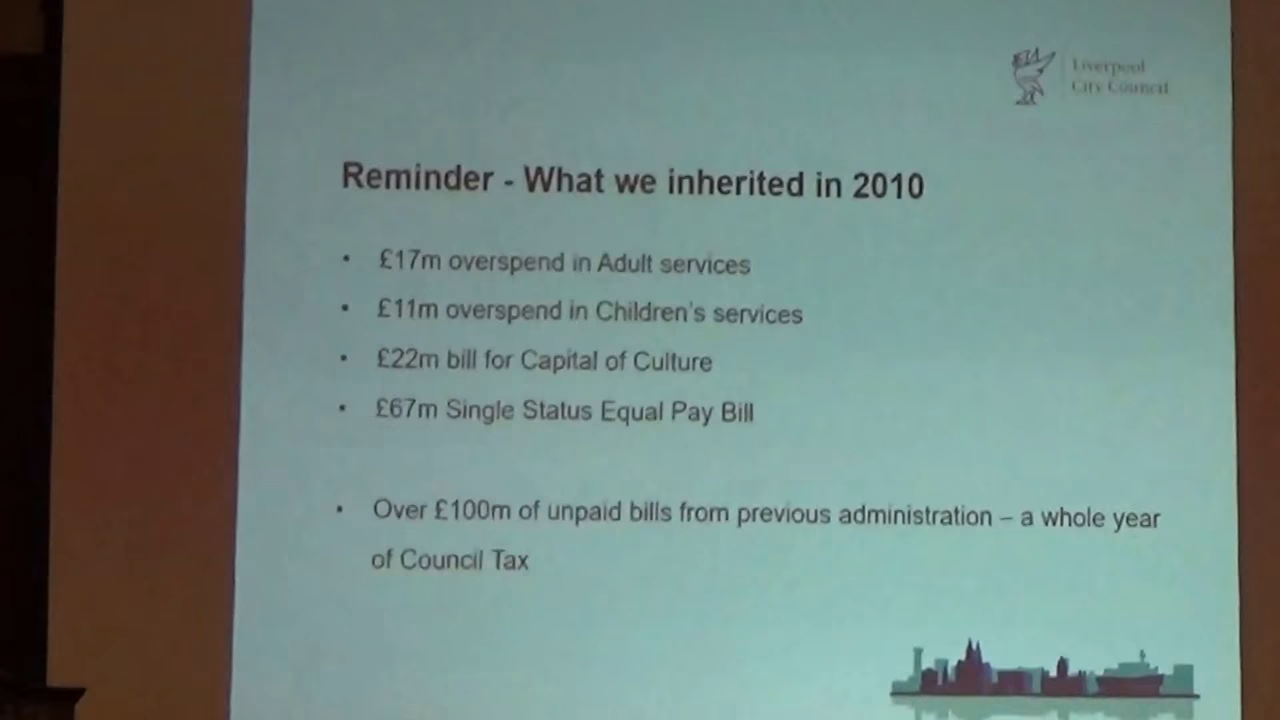 Liverpool
City Council
Reminder - What we inherited in 2010
• £17m overspend in Adult services
• £11m overspend in Children's services
• £22m bill for Capital of Culture
• £67m Single Status Equal Pay Bill
• Over £100m of unpaid bills from previous administration – a whole year
of Council Tax